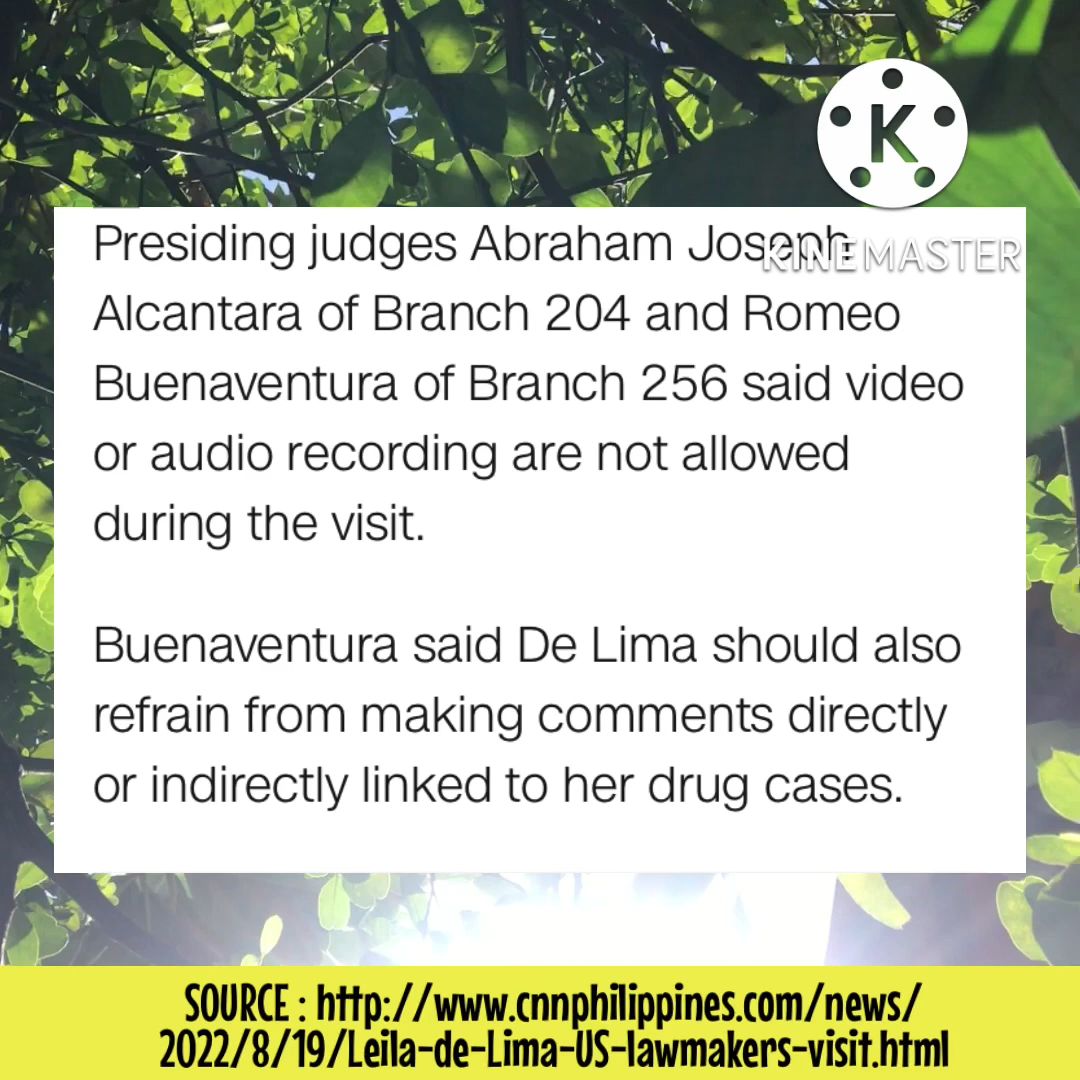 K
KINEMASTER
Presiding judges Abraham Joseph
Alcantara of Branch 204 and Romeo
Buenaventura of Branch 256 said video
or audio recording are not allowed
during the visit.
Buenaventura said De Lima should also
refrain from making comments directly
or indirectly linked to her drug cases.
SOURCE : http://www.cnnphilippines.com/news/
2022/8/19/Leila-de-Lima-US-lawmakers-visit.html